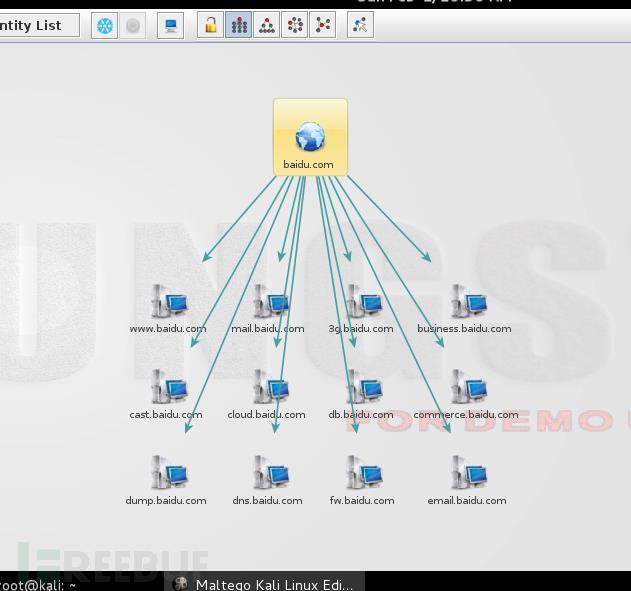 ntity List
baidu.com
UNGS
www.baidu.com mail.baidu.com 3g.baidu.com business.baidu.com
cast.baidu.com cloud.baidu.com db.baidu.com commerce.baidu.com
FOR DEMO U
dump.baidu.com dns.baidu.com fw.baidu.com email.baidu.com
FREEBUF
root@kali: ~ Maltego Kali Linux Edi...